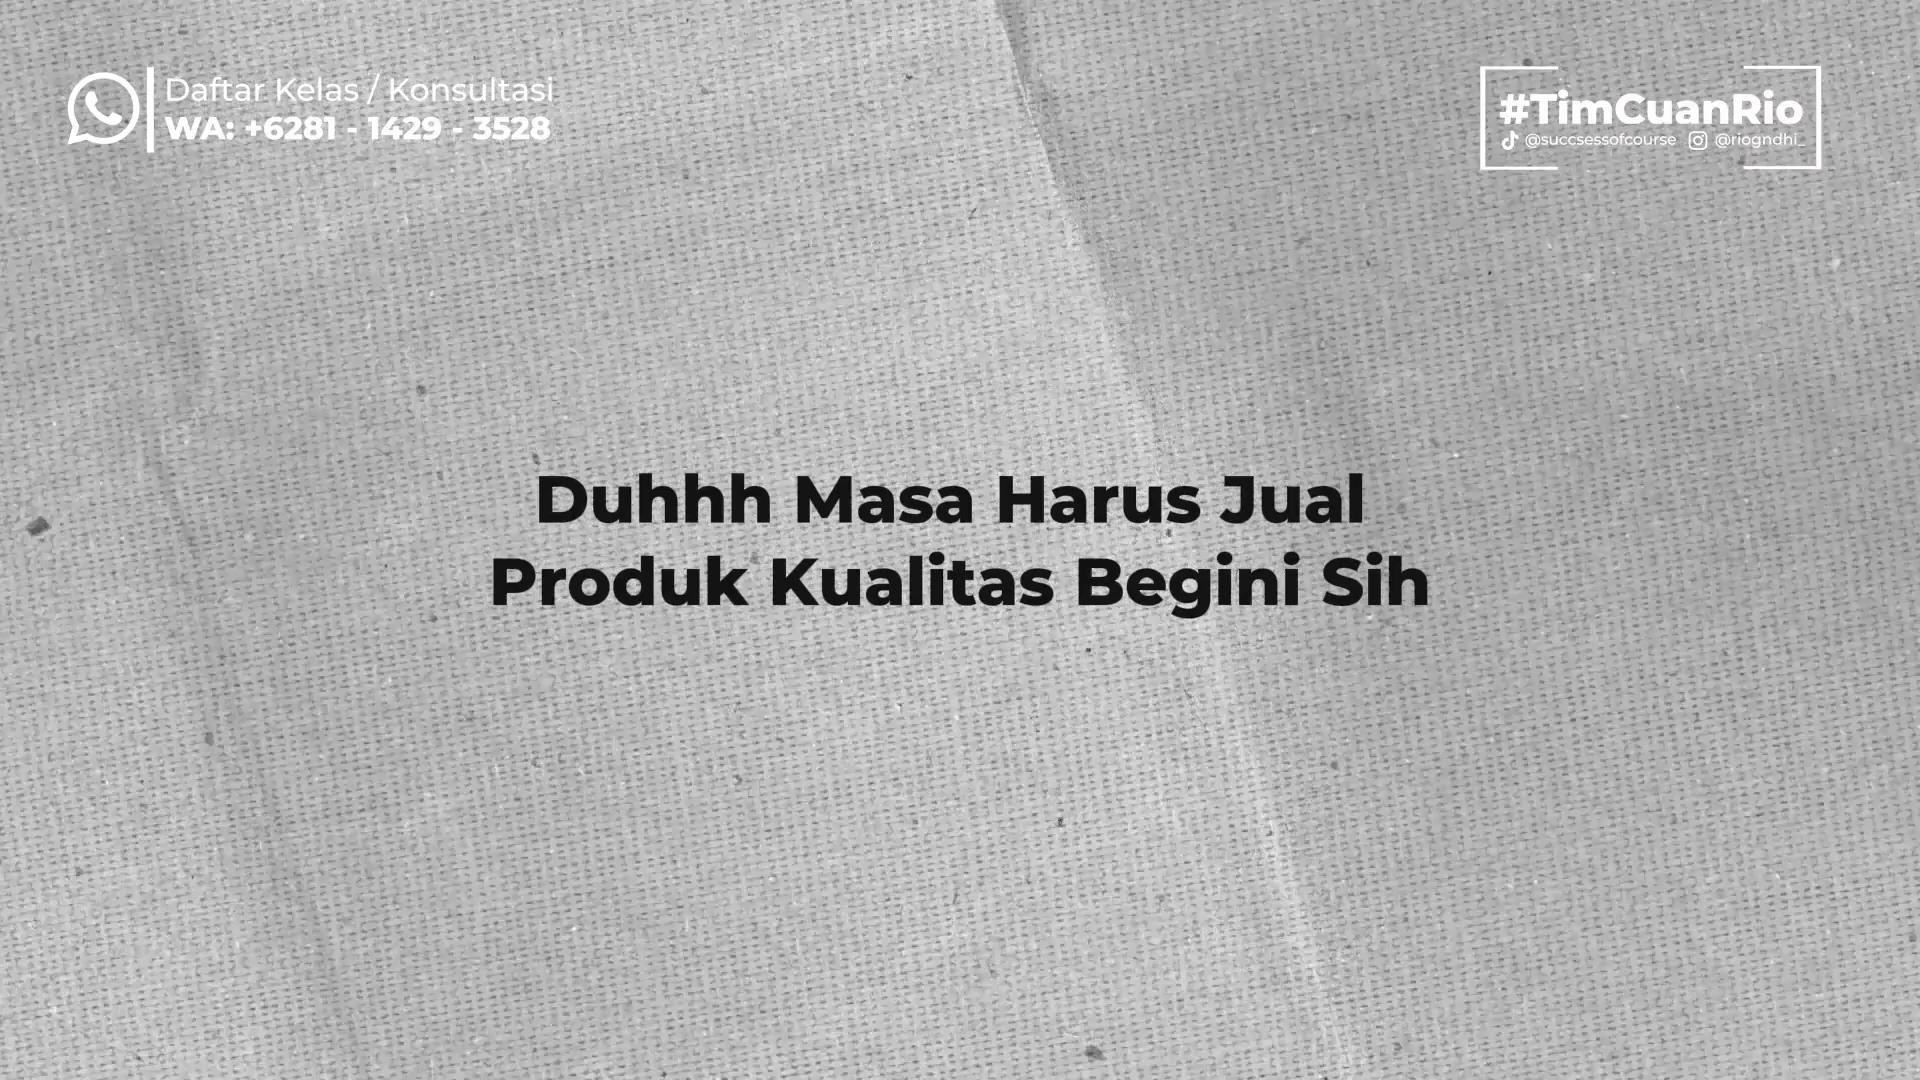 Daftar Kelas / Konsultasi
WA: +6281 - 1429 - 3528
#TimCuanRio
@succsessofcourse @riogndhi_
Duhhh Masa Harus Jual
Produk Kualitas Begini Sih